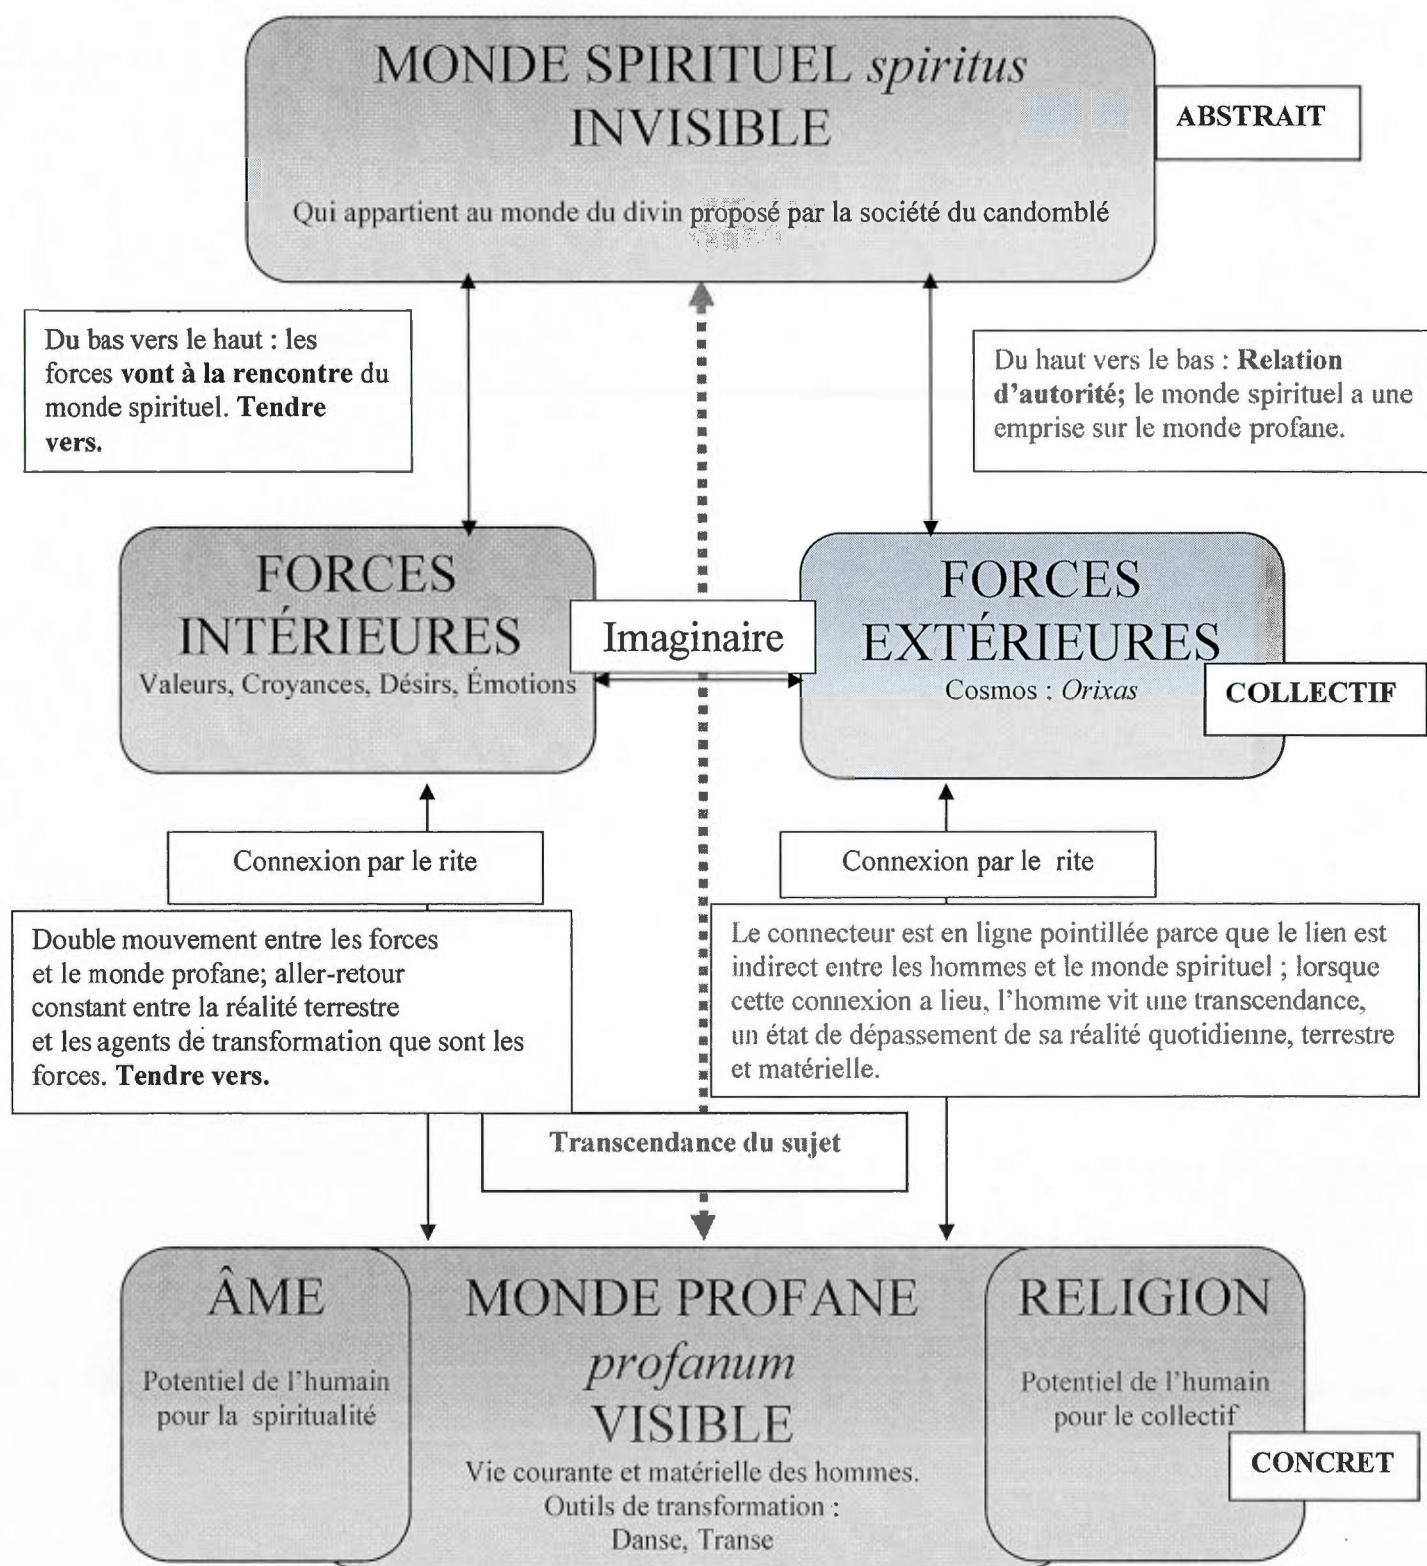 MONDE SPIRITUEL spiritus
INVISIBLE
Qui appartient au monde du divin proposé par la société du candomblé
ABSTRAIT
Du bas vers le haut : les
forces vont à la rencontre du
monde spirituel. Tendre
vers.
Du haut vers le bas : Relation
d'autorité; le monde spirituel a une
emprise sur le monde profane.
FORCES
INTÉRIEURES
Valeurs, Croyances, Désirs, Émotions
Imaginaire
FORCES
EXTÉRIEURES
Cosmos : Orixas
COLLECTIF
Connexion par le rite
Connexion par le rite
Double mouvement entre les forces
et le monde profane; aller-retour
constant entre la réalité terrestre
et les agents de transformation que sont les
forces. Tendre vers.
Le connecteur est en ligne pointillée parce que le lien est
indirect entre les hommes et le monde spirituel ; lorsque
cette connexion a lieu, l'homme vit une transcendance,
un état de dépassement de sa réalité quotidienne, terrestre
et matérielle.
Transcendance du sujet
ÂME
Potentiel de l'humain
pour la spiritualité
MONDE PROFANE
profanum
VISIBLE
Vie courante et matérielle des hommes.
Outils de transformation :
Danse, Transe
RELIGION
Potentiel de l'humain
pour le collectif
CONCRET